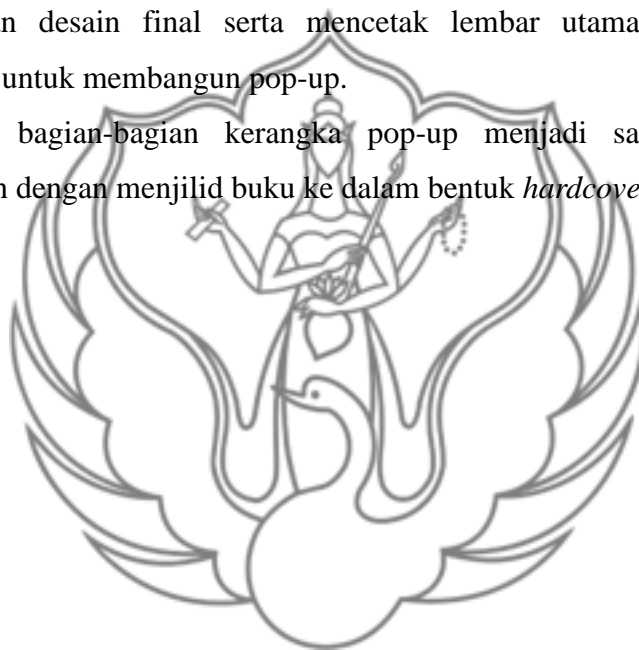 an desain final serta mencetak lembar utama
untuk membangun pop-up.
bagian-bagian kerangka pop-up menjadi sa
n dengan menjilid buku ke dalam bentuk hardcove